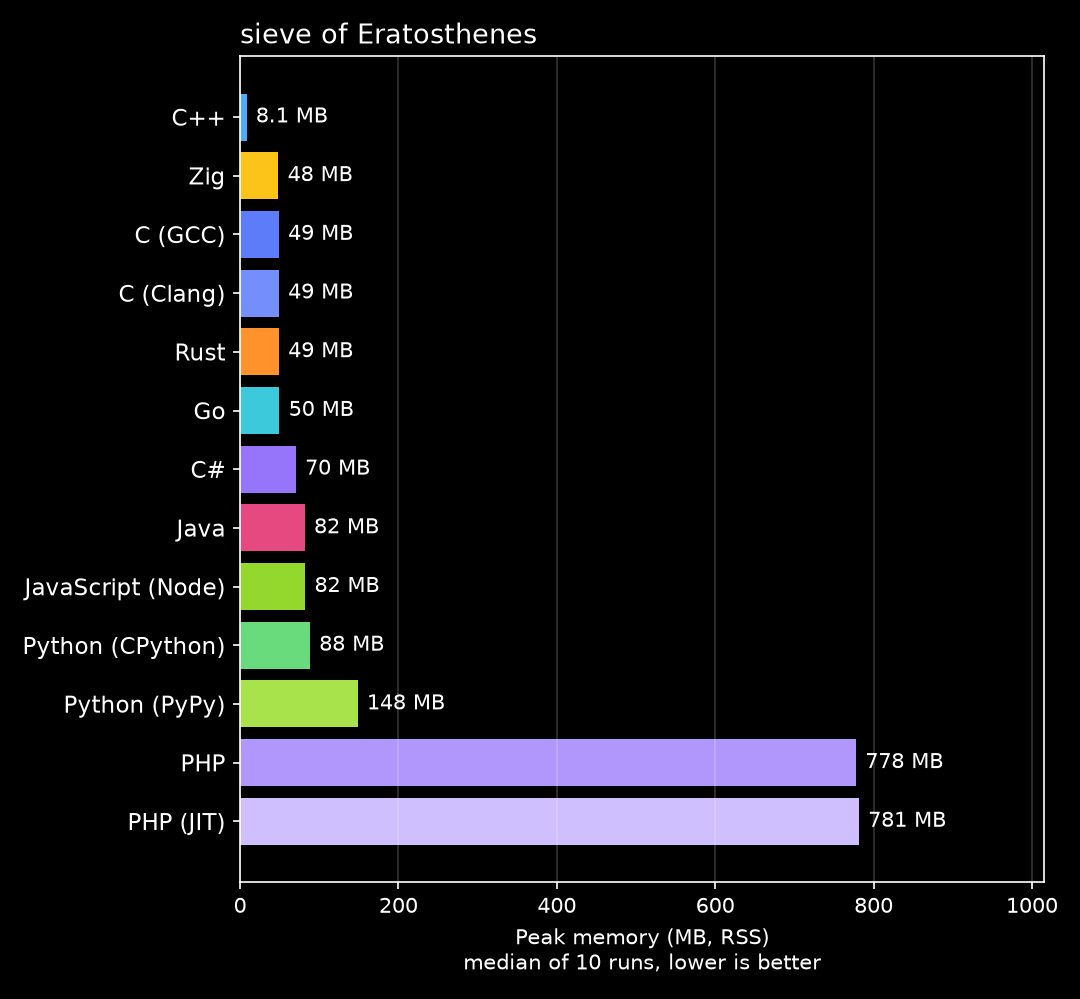 sieve of Eratosthenes
C++ 8.1 MB
Zig 48 MB
C (GCC) 49 MB
C (Clang) 49 MB
Rust 49 MB
Go 50 MB
C# 70 MB
Java 82 MB
JavaScript (Node) 82 MB
Python (CPython) 88 MB
Python (PyPy) 148 MB
PHP 778 MB
PHP (JIT) 781 MB
0 200 400 600 800 1000
Peak memory (MB, RSS)
median of 10 runs, lower is better